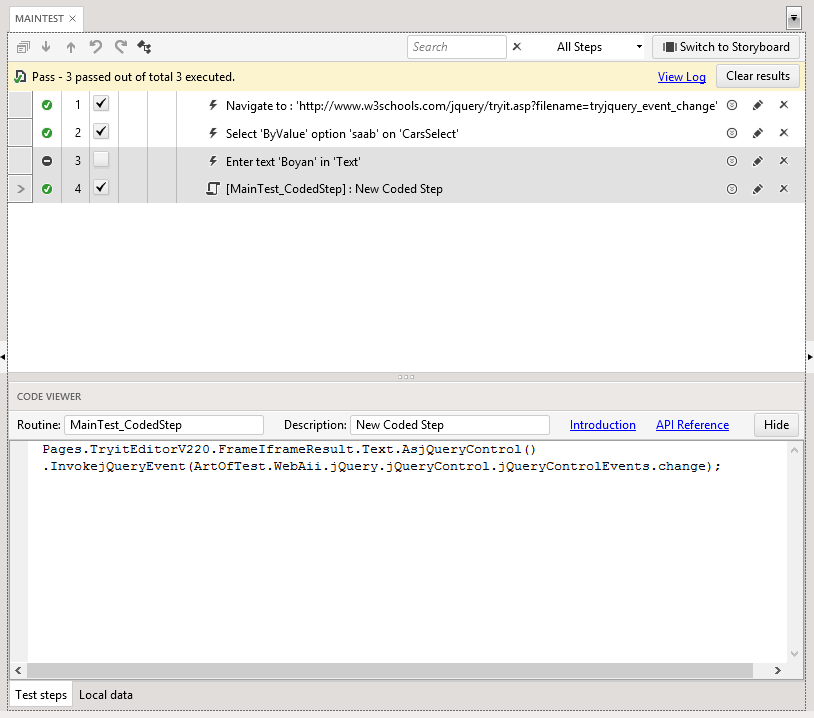 MAINTEST
Search
All Steps
Switch to Storyboard
Pass - 3 passed out of total 3 executed.
View Log
Clear results
1 Navigate to : 'http://www.w3schools.com/jquery/tryit.asp?filename=tryjquery_event_change'
2 Select 'ByValue' option 'saab' on 'CarsSelect'
3 Enter text 'Boyan' in 'Text'
4 [MainTest_CodedStep] : New Coded Step
CODE VIEWER
Routine: MainTest_CodedStep Description: New Coded Step Introduction API Reference Hide
Pages.TryitEditorV220.FrameIframeResult.Text.AsjQueryControl()
.InvokejQueryEvent(ArtOfTest.WebAii.jQuery.jQueryControl.jQueryControlEvents.change);
Test steps Local data